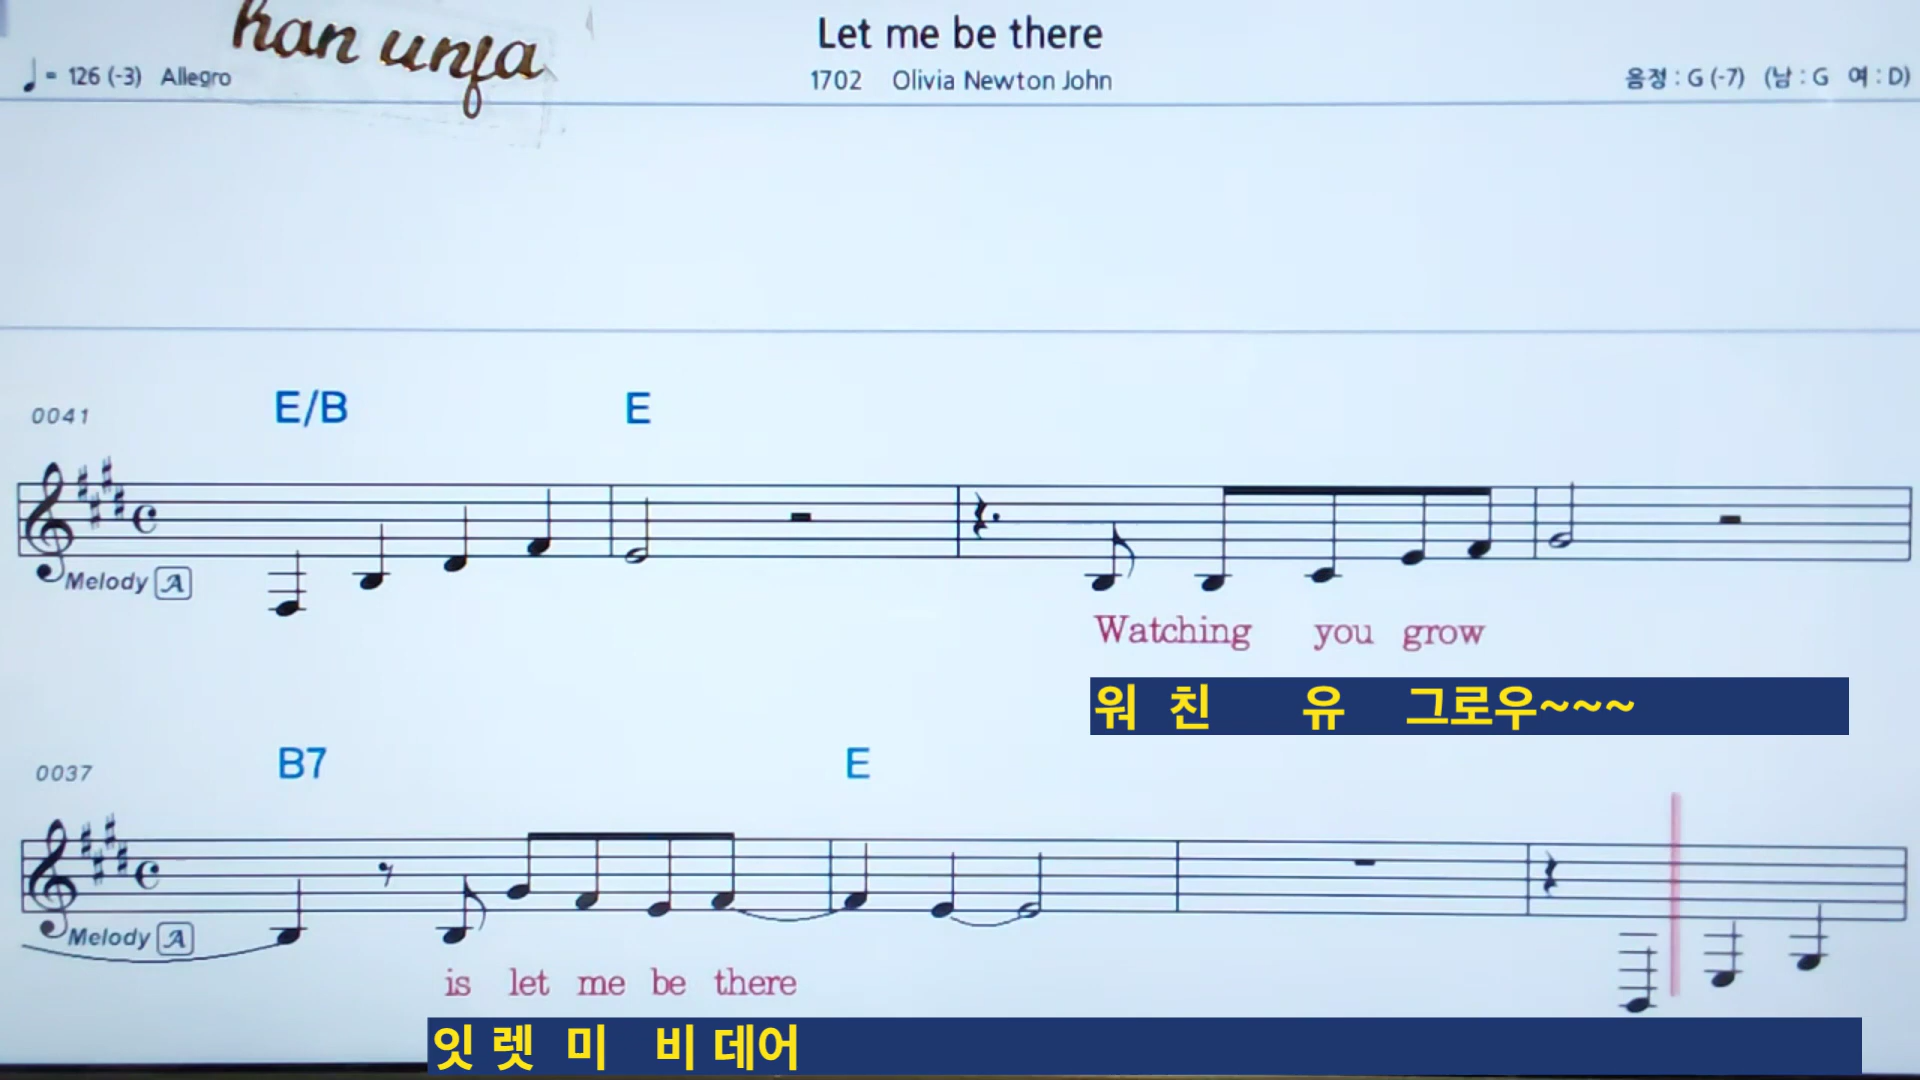 han unja
Let me be there
♩= 126 (-3) Allegro
1702 Olivia Newton John
음정 : G (-7) (남 : G 여 : D)
0041
E/B E
Melody A
Watching you grow
워 친 유 그로우~~~
0037
B7 E
Melody A
is let me be there
잇 렛 미 비 데어